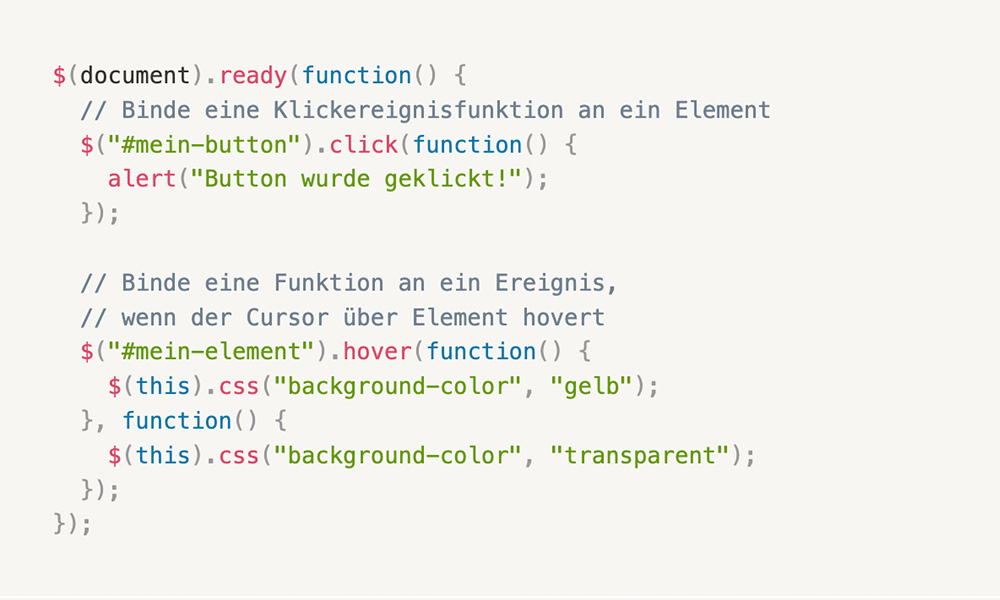 $(document).ready(function() {
  // Binde eine Klickereignisfunktion an ein Element
  $("#mein-button").click(function() {
    alert("Button wurde geklickt!");
  });

  // Binde eine Funktion an ein Ereignis,
  // wenn der Cursor über Element hovert
  $("#mein-element").hover(function() {
    $(this).css("background-color", "gelb");
  }, function() {
    $(this).css("background-color", "transparent");
  });
});